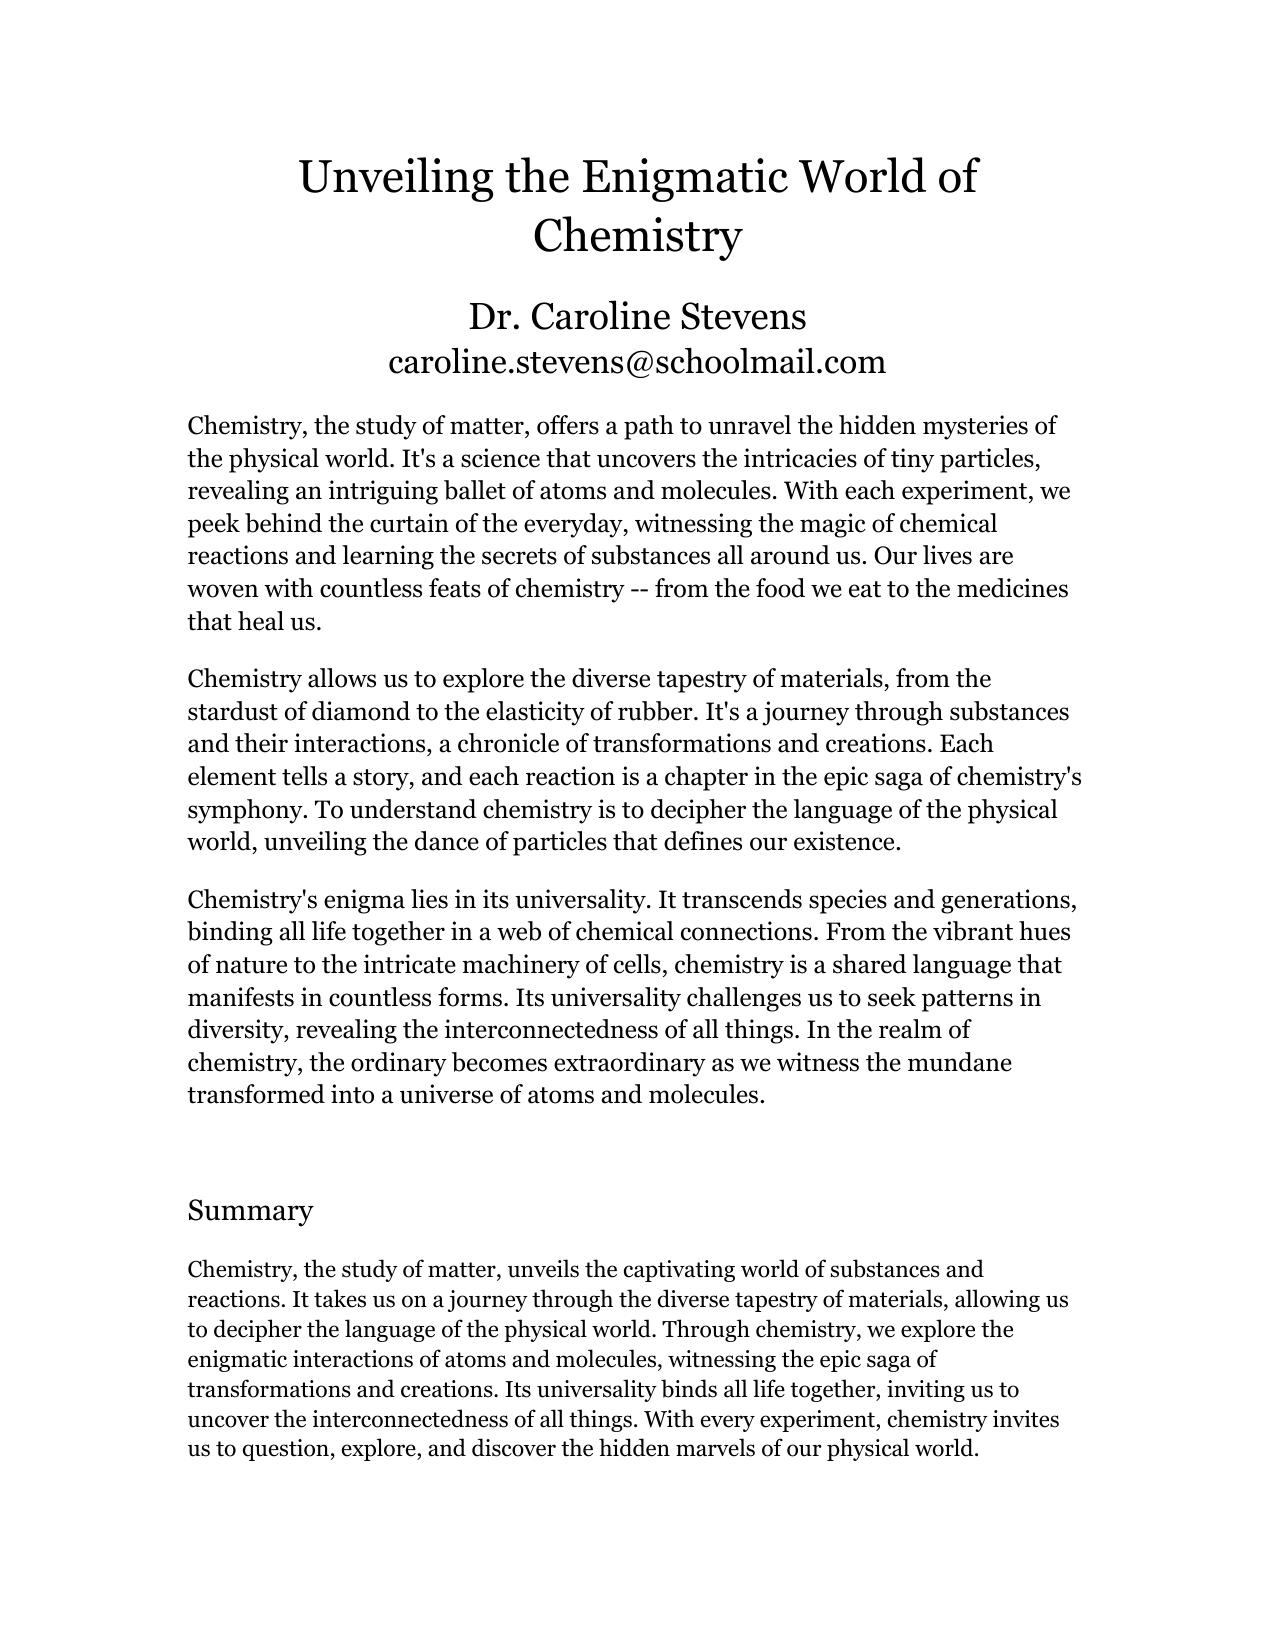 Unveiling the Enigmatic World of
Chemistry
Dr. Caroline Stevens
caroline.stevens@schoolmail.com
Chemistry, the study of matter, offers a path to unravel the hidden mysteries of
the physical world. It's a science that uncovers the intricacies of tiny particles,
revealing an intriguing ballet of atoms and molecules. With each experiment, we
peek behind the curtain of the everyday, witnessing the magic of chemical
reactions and learning the secrets of substances all around us. Our lives are
woven with countless feats of chemistry -- from the food we eat to the medicines
that heal us.
Chemistry allows us to explore the diverse tapestry of materials, from the
stardust of diamond to the elasticity of rubber. It's a journey through substances
and their interactions, a chronicle of transformations and creations. Each
element tells a story, and each reaction is a chapter in the epic saga of chemistry's
symphony. To understand chemistry is to decipher the language of the physical
world, unveiling the dance of particles that defines our existence.
Chemistry's enigma lies in its universality. It transcends species and generations,
binding all life together in a web of chemical connections. From the vibrant hues
of nature to the intricate machinery of cells, chemistry is a shared language that
manifests in countless forms. Its universality challenges us to seek patterns in
diversity, revealing the interconnectedness of all things. In the realm of
chemistry, the ordinary becomes extraordinary as we witness the mundane
transformed into a universe of atoms and molecules.
Summary
Chemistry, the study of matter, unveils the captivating world of substances and
reactions. It takes us on a journey through the diverse tapestry of materials, allowing us
to decipher the language of the physical world. Through chemistry, we explore the
enigmatic interactions of atoms and molecules, witnessing the epic saga of
transformations and creations. Its universality binds all life together, inviting us to
uncover the interconnectedness of all things. With every experiment, chemistry invites
us to question, explore, and discover the hidden marvels of our physical world.